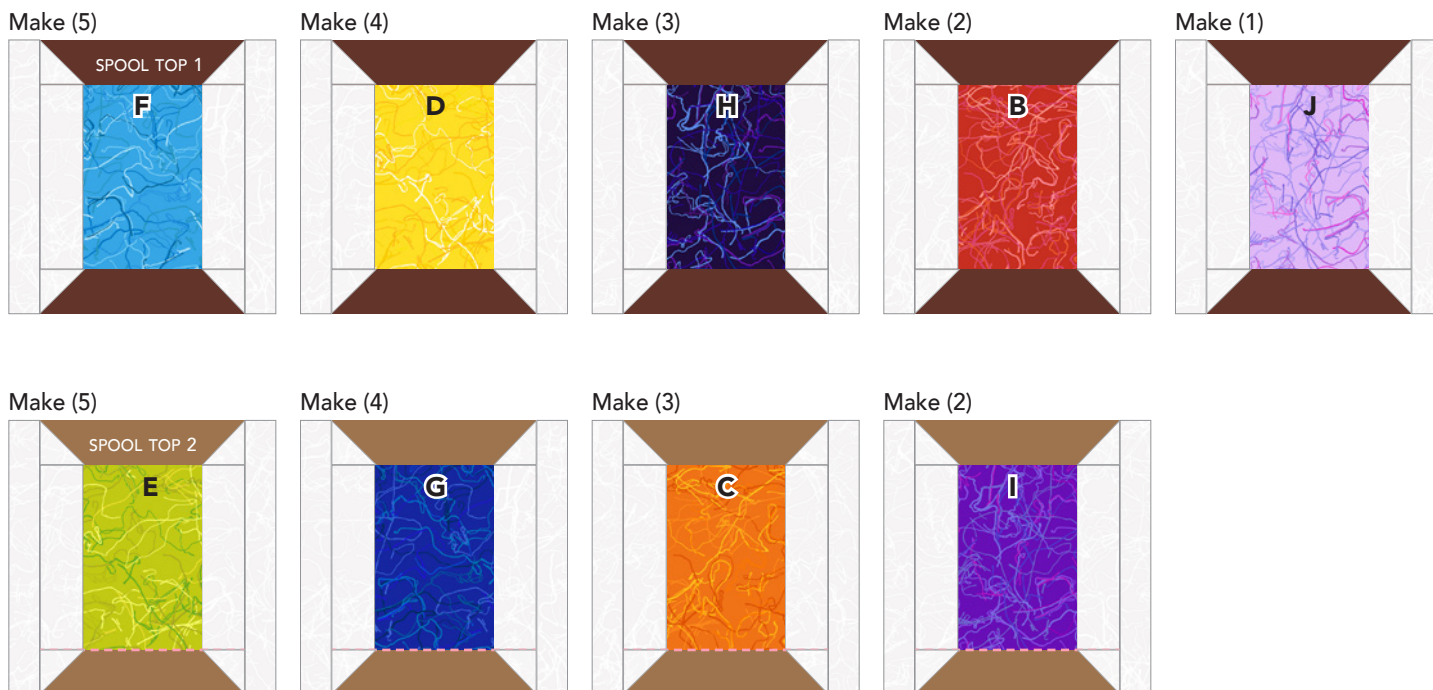 Make (5)
Make (4)
Make (3)
Make (2)
Make (1)
SPOOL TOP 1
F
D
H
B
J
Make (5)
Make (4)
Make (3)
Make (2)
SPOOL TOP 2
E
G
C
I